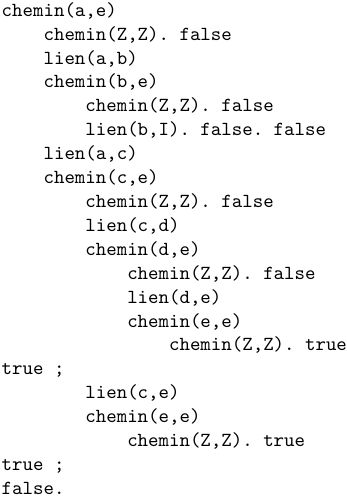 chemin(a,e)
    chemin(Z,Z). false
    lien(a,b)
    chemin(b,e)
        chemin(Z,Z). false
        lien(b,I). false. false
    lien(a,c)
    chemin(c,e)
        chemin(Z,Z). false
        lien(c,d)
        chemin(d,e)
            chemin(Z,Z). false
            lien(d,e)
            chemin(e,e)
                chemin(Z,Z). true
true ;
        lien(c,e)
        chemin(e,e)
            chemin(Z,Z). true
true ;
false.